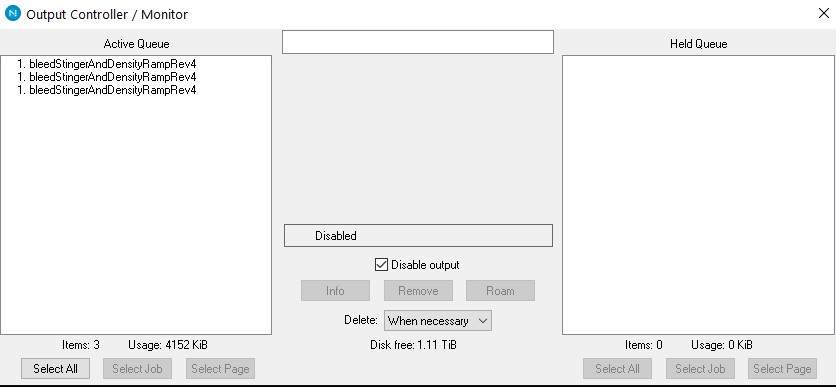 Output Controller / Monitor
Active Queue
Held Queue
1. bleedStingerAndDensityRampRev4
1. bleedStingerAndDensityRampRev4
1. bleedStingerAndDensityRampRev4
Disabled
Disable output
Info Remove Roam
Delete: When necessary
Items: 3 Usage: 4152 KiB
Disk free: 1.11 TiB
Items: 0 Usage: 0 KiB
Select All Select Job Select Page
Select All Select Job Select Page